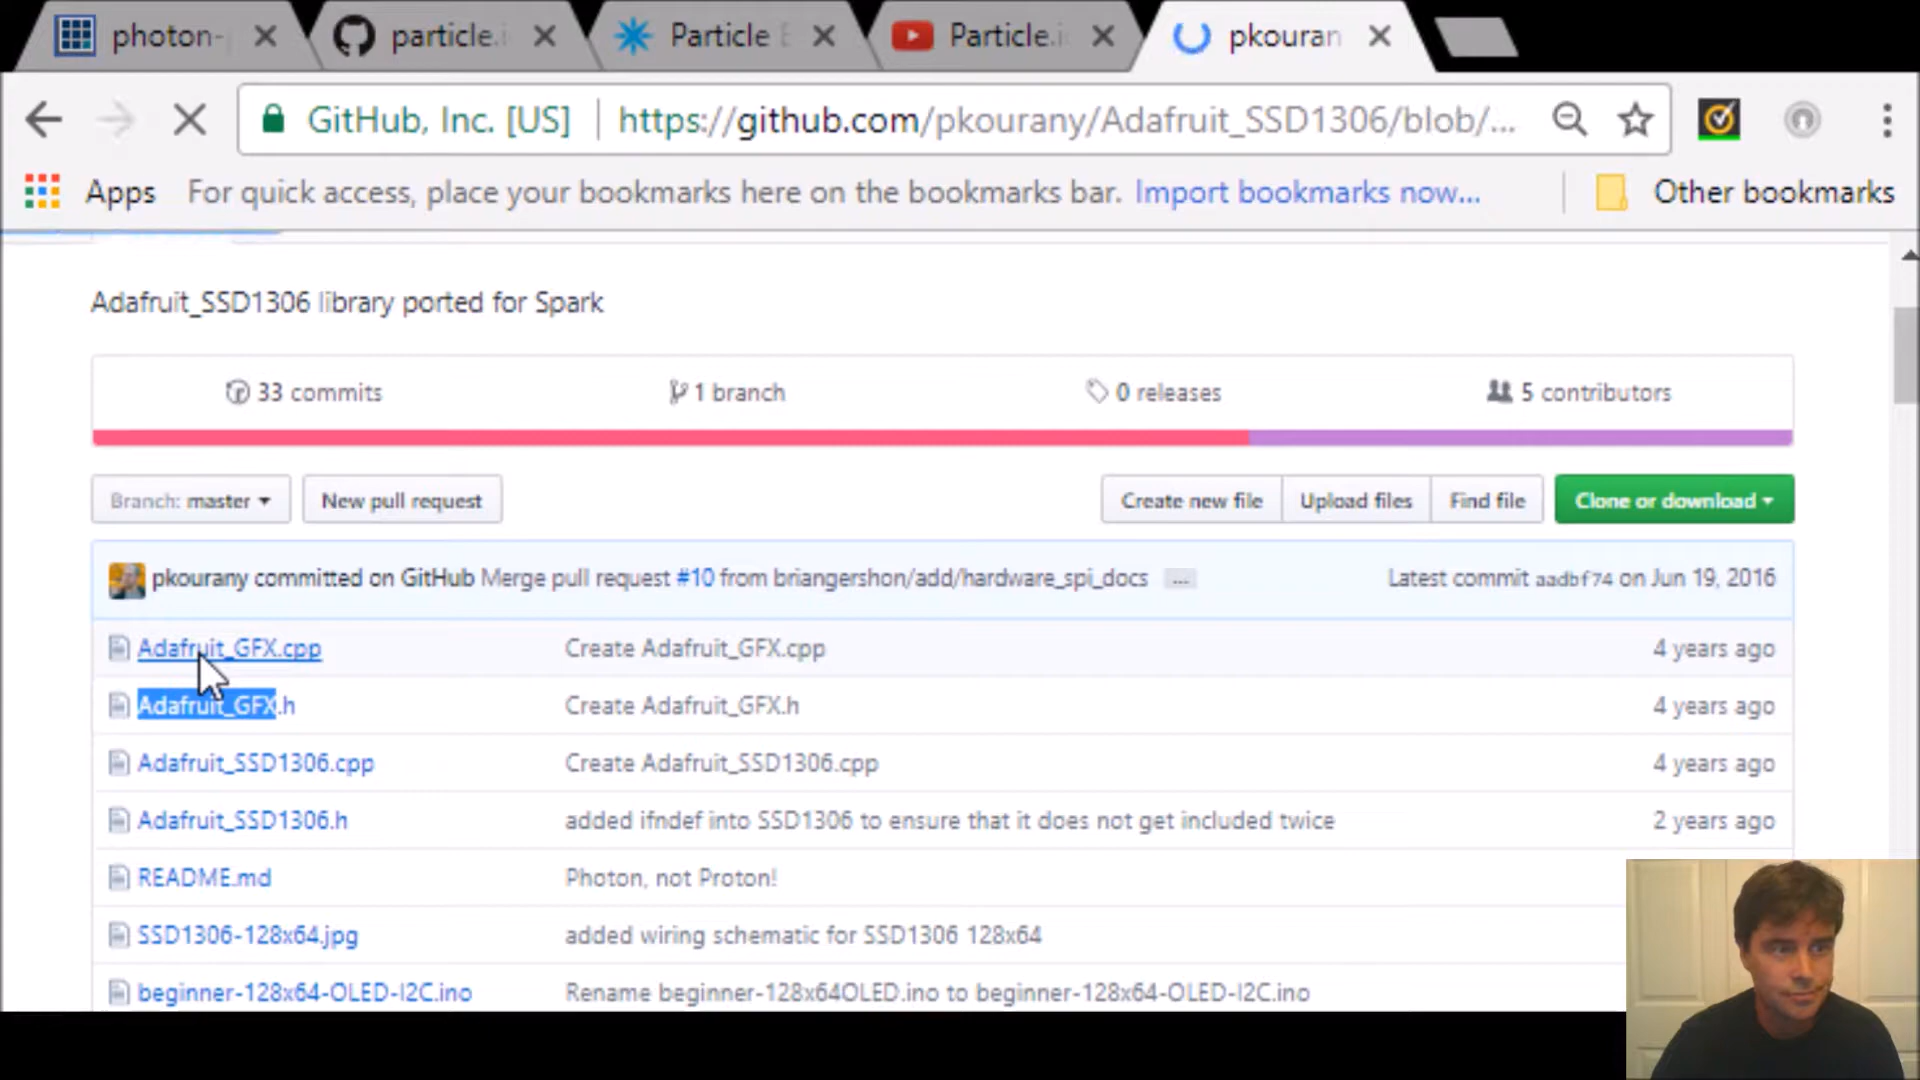 photon-
particle.i
Particle
Particle.i
pkouran
GitHub, Inc. [US]
https://github.com/pkourany/Adafruit_SSD1306/blob/...
Apps
For quick access, place your bookmarks here on the bookmarks bar. Import bookmarks now...
Other bookmarks
Adafruit_SSD1306 library ported for Spark
33 commits
1 branch
0 releases
5 contributors
Branch: master
New pull request
Create new file
Upload files
Find file
Clone or download
pkourany committed on GitHub Merge pull request #10 from briangershon/add/hardware_spi_docs ...
Latest commit aadbf74 on Jun 19, 2016
Adafruit_GFX.cpp
Create Adafruit_GFX.cpp
4 years ago
Adafruit_GFX.h
Create Adafruit_GFX.h
4 years ago
Adafruit_SSD1306.cpp
Create Adafruit_SSD1306.cpp
4 years ago
Adafruit_SSD1306.h
added ifndef into SSD1306 to ensure that it does not get included twice
2 years ago
README.md
Photon, not Proton!
SSD1306-128x64.jpg
added wiring schematic for SSD1306 128x64
beginner-128x64-OLED-I2C.ino
Rename beginner-128x64OLED.ino to beginner-128x64-OLED-I2C.ino